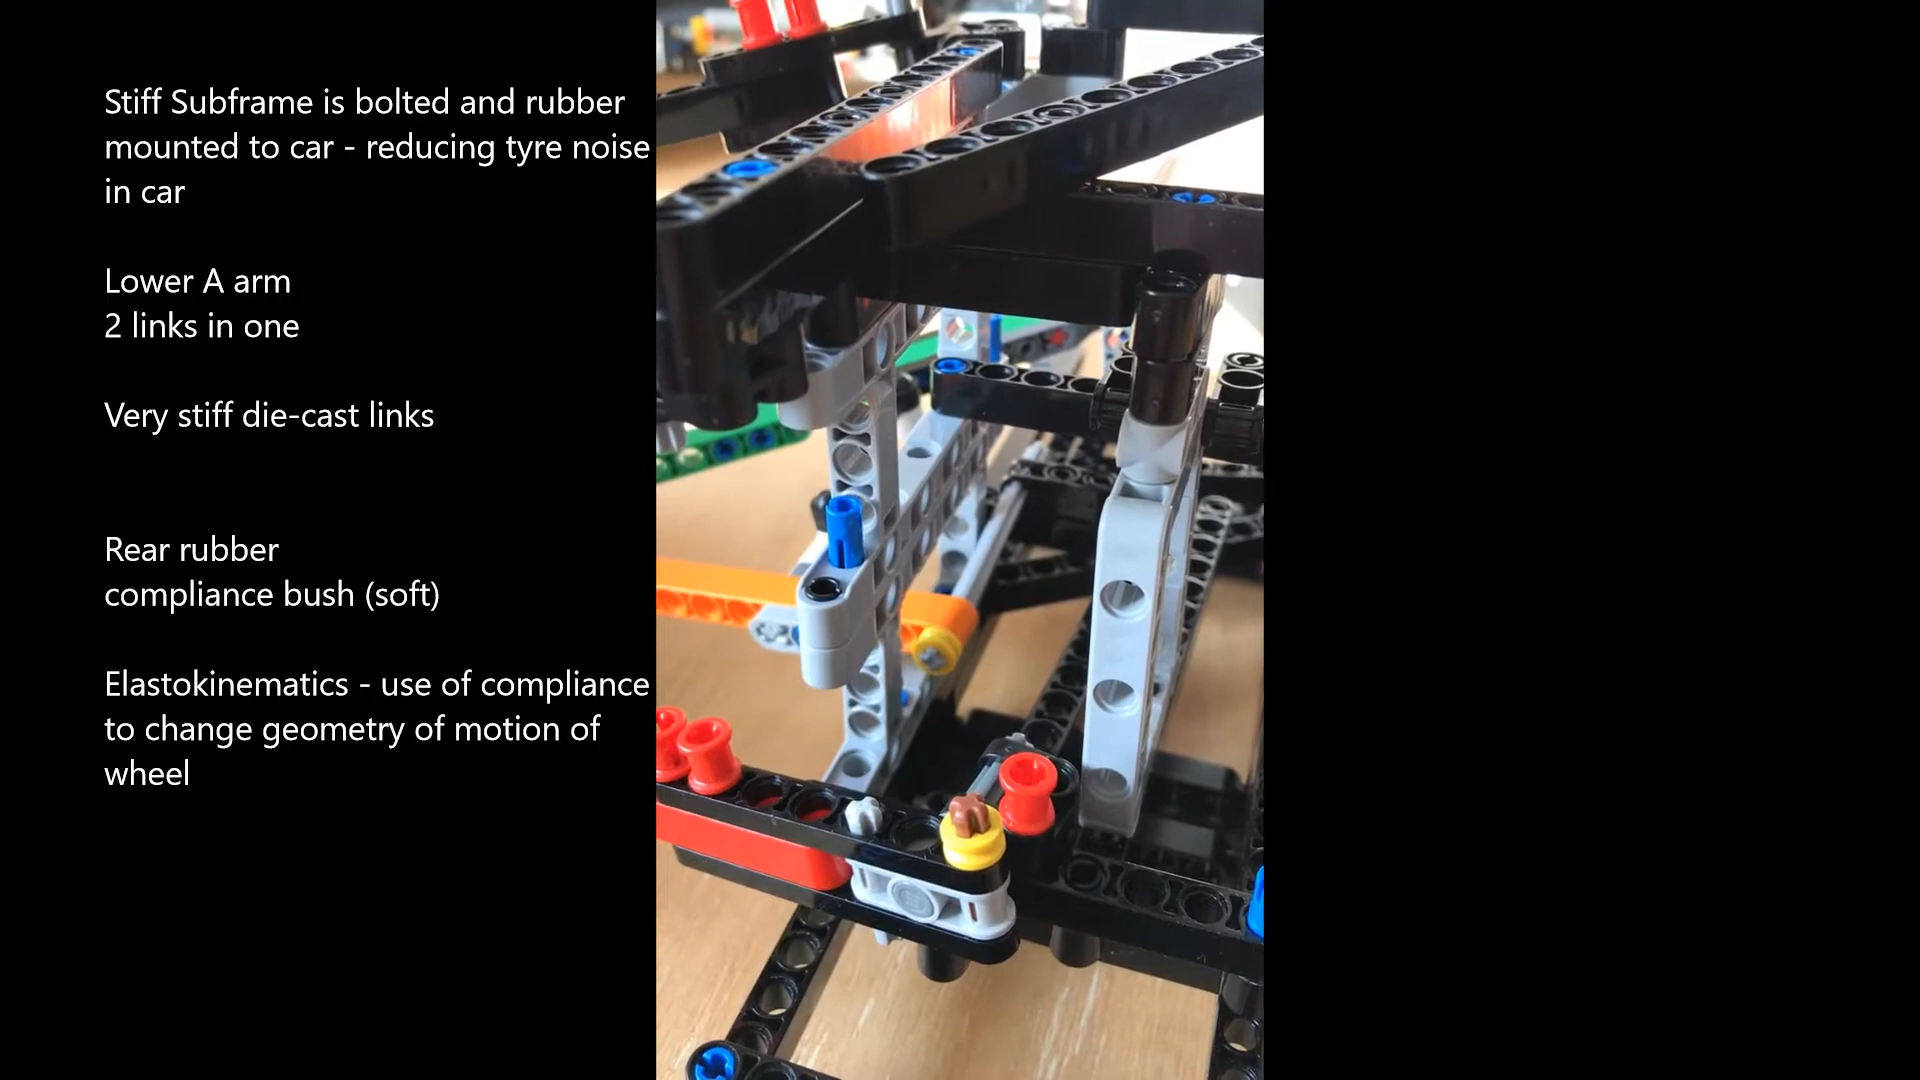 Stiff Subframe is bolted and rubber
mounted to car - reducing tyre noise
in car
Lower A arm
2 links in one
Very stiff die-cast links
Rear rubber
compliance bush (soft)
Elastokinematics - use of compliance
to change geometry of motion of
wheel